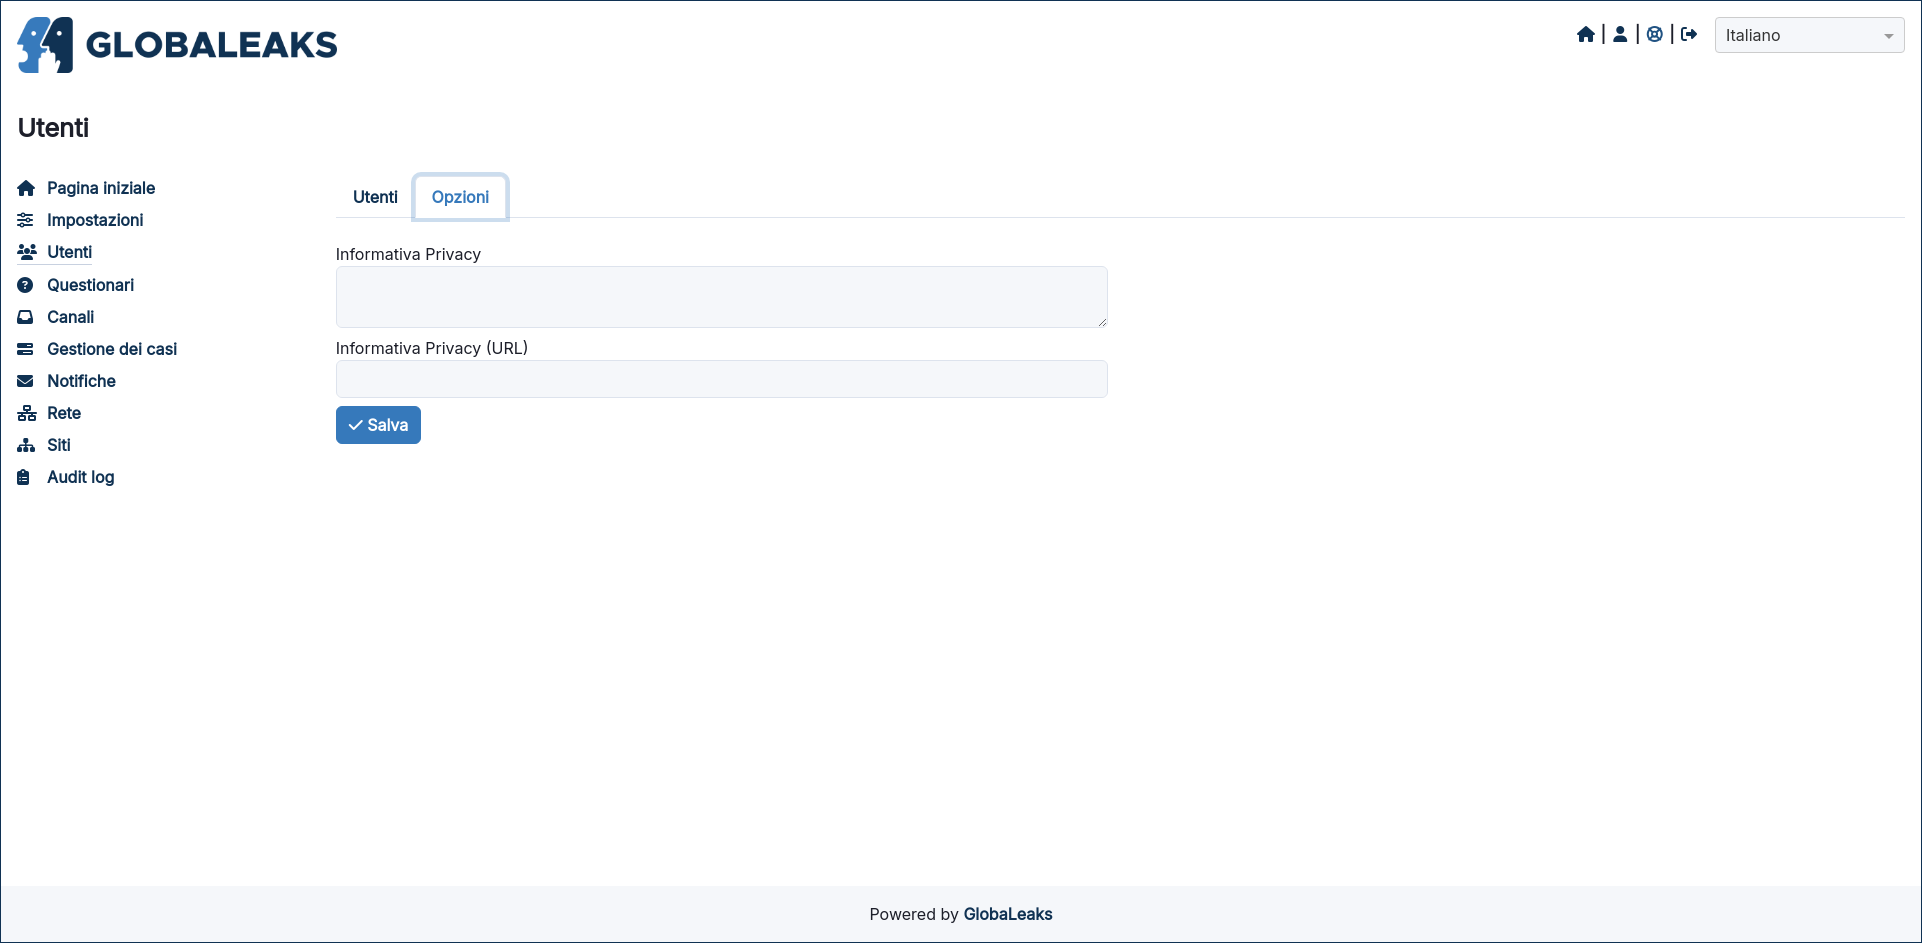 GLOBALEAKS
| | |
Italiano
Utenti
Pagina iniziale
Impostazioni
Utenti
Questionari
Canali
Gestione dei casi
Notifiche
Rete
Siti
Audit log
Utenti
Opzioni
Informativa Privacy
Informativa Privacy (URL)
Salva
Powered by GlobaLeaks